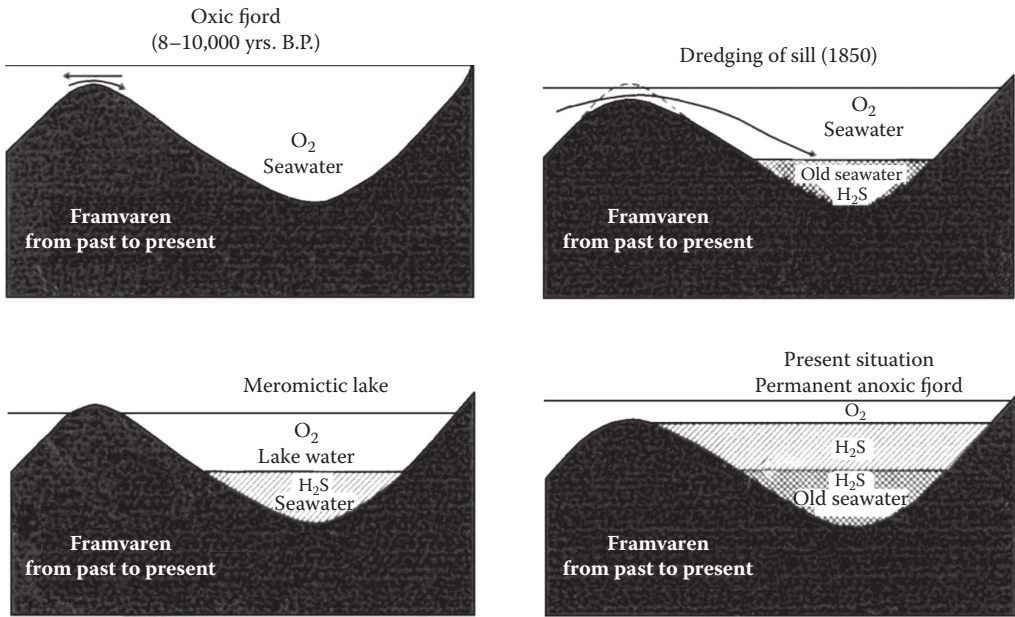 Oxic fjord
(8–10,000 yrs. B.P.)
O₂
Seawater
Framvaren
from past to present
Dredging of sill (1850)
O₂
Seawater
Old seawater
H₂S
Framvaren
from past to present
Meromictic lake
O₂
Lake water
H₂S
Seawater
Framvaren
from past to present
Present situation
Permanent anoxic fjord
O₂
H₂S
H₂S
Old seawater
Framvaren
from past to present